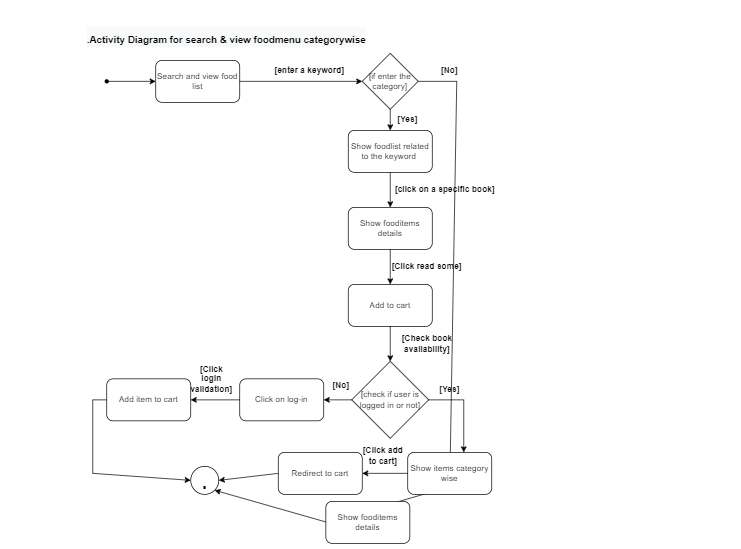 .Activity Diagram for search & view foodmenu categorywise
Search and view food
list
[enter a keyword]
[if enter the
category]
[No]
[Yes]
Show foodlist related
to the keyword
[click on a specific book]
Show fooditems
details
[Click read some]
Add to cart
[Check book
availability]
[Click
login
validation]
Add item to cart
Click on log-in
[No]
[check if user is
logged in or not]
[Yes]
[Click add
to cart]
Redirect to cart
Show items category
wise
Show fooditems
details